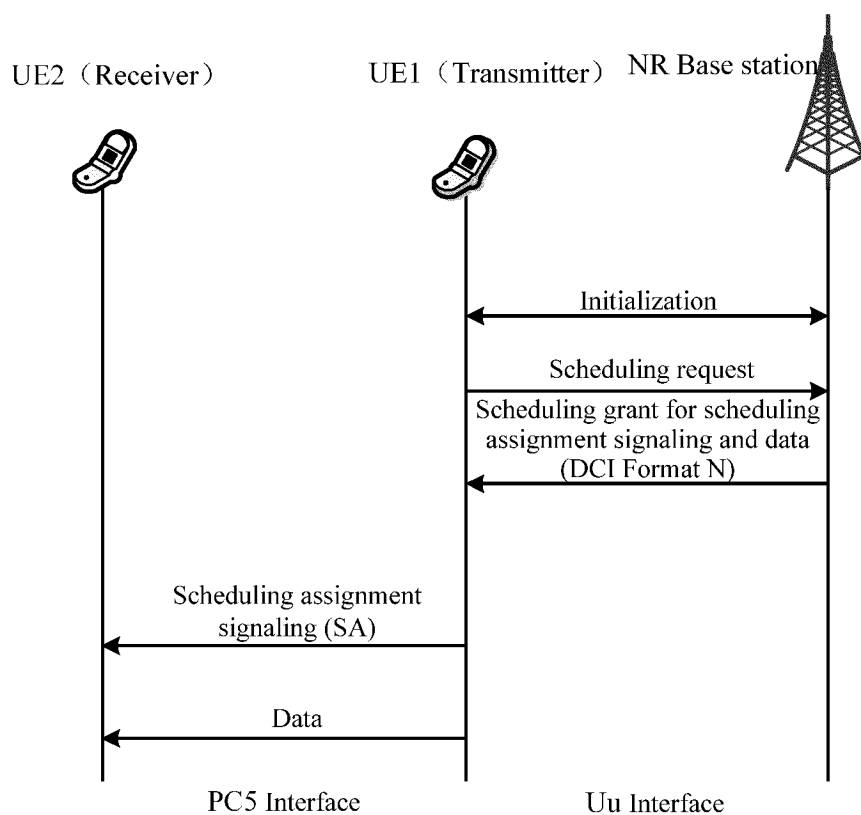 UE2（Receiver）
UE1（Transmitter）
NR Base station
Initialization
Scheduling request
Scheduling grant for scheduling
assignment signaling and data
(DCI Format N)
Scheduling assignment
signaling (SA)
Data
PC5 Interface
Uu Interface